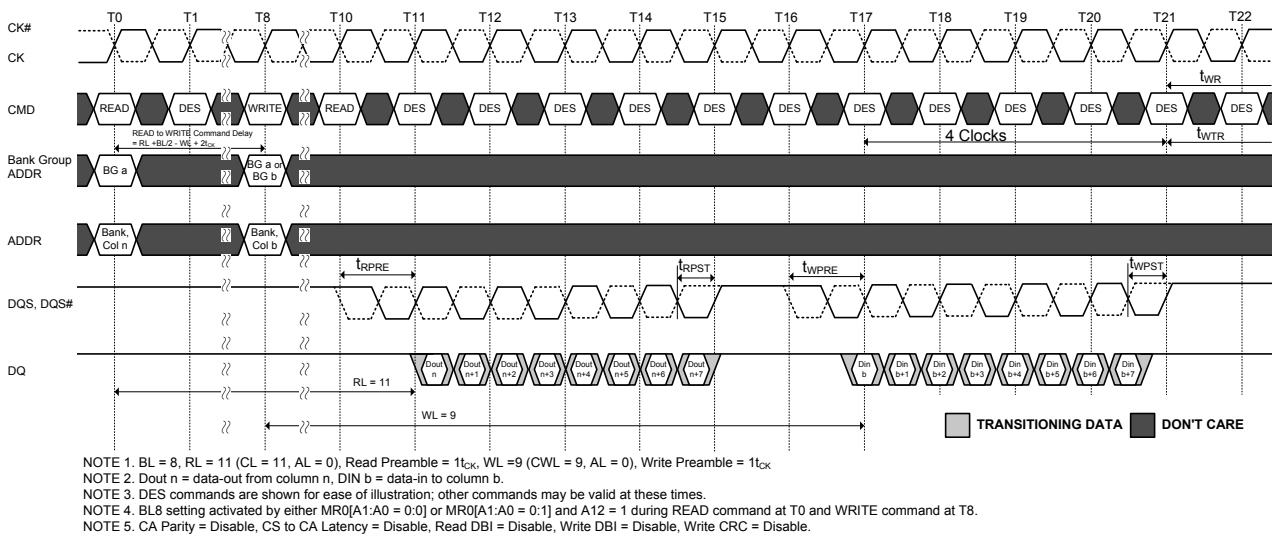 T0 T1 T8 T10 T11 T12 T13 T14 T15 T16 T17 T18 T19 T20 T21 T22
CK#
CK
tWR
CMD READ DES WRITE READ DES DES DES DES DES DES DES DES DES DES DES DES
READ to WRITE Command Delay
= RL +BL/2 - WL + 2tCK
4 Clocks
tWTR
Bank Group
ADDR
BG a
BG a or
BG b
ADDR
Bank,
Col n
Bank,
Col b
tRPRE tRPST tWPRE tWPST
DQS, DQS#
DQ
Dout
n
Dout
n+1
Dout
n+2
Dout
n+3
Dout
n+4
Dout
n+5
Dout
n+6
Dout
n+7
Din
b
Din
b+1
Din
b+2
Din
b+3
Din
b+4
Din
b+5
Din
b+6
Din
b+7
RL = 11
WL = 9
TRANSITIONING DATA DON'T CARE
NOTE 1. BL = 8, RL = 11 (CL = 11, AL = 0), Read Preamble = 1tCK, WL =9 (CWL = 9, AL = 0), Write Preamble = 1tCK
NOTE 2. Dout n = data-out from column n, DIN b = data-in to column b.
NOTE 3. DES commands are shown for ease of illustration; other commands may be valid at these times.
NOTE 4. BL8 setting activated by either MR0[A1:A0 = 0:0] or MR0[A1:A0 = 0:1] and A12 = 1 during READ command at T0 and WRITE command at T8.
NOTE 5. CA Parity = Disable, CS to CA Latency = Disable, Read DBI = Disable, Write DBI = Disable, Write CRC = Disable.